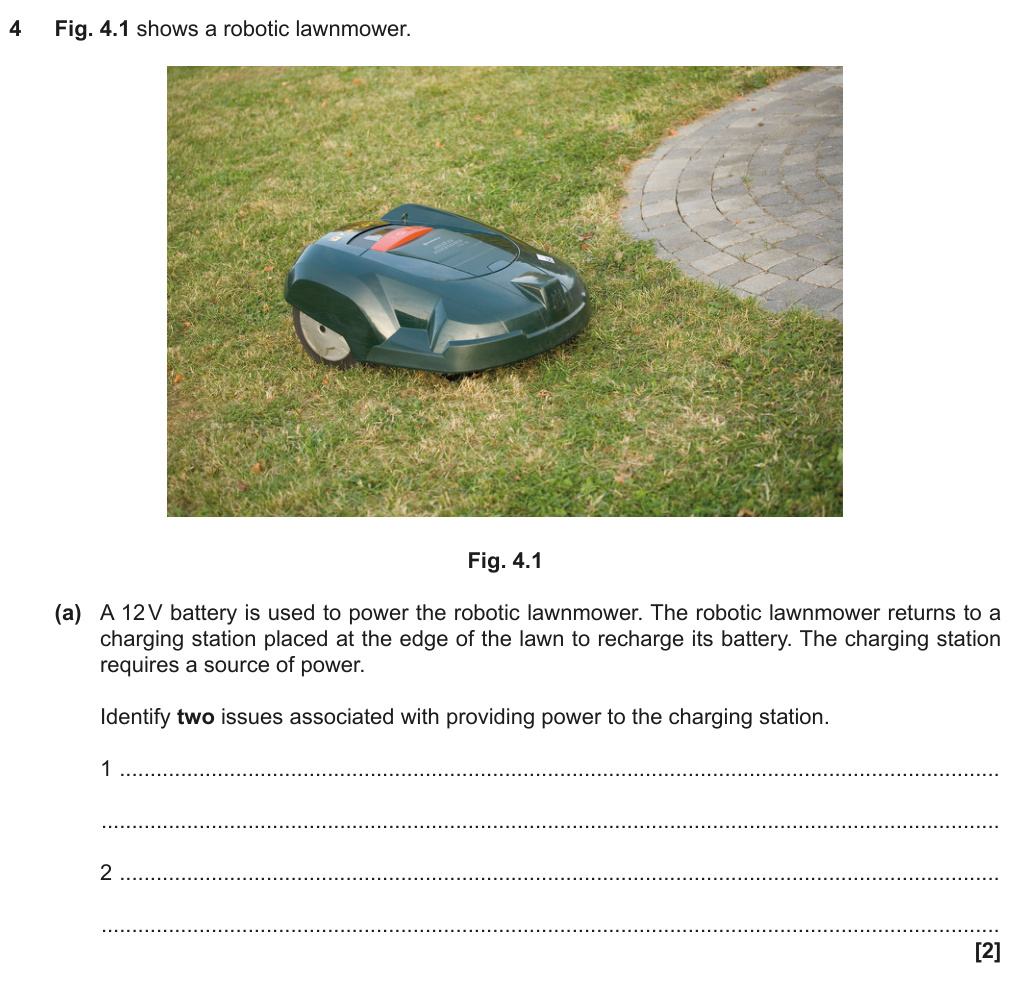 4 Fig. 4.1 shows a robotic lawnmower.
Fig. 4.1
(a) A 12 V battery is used to power the robotic lawnmower. The robotic lawnmower returns to a
charging station placed at the edge of the lawn to recharge its battery. The charging station
requires a source of power.
Identify two issues associated with providing power to the charging station.
1 ..........................................................................................................................................
..........................................................................................................................................
2 ..........................................................................................................................................
..........................................................................................................................................
[2]